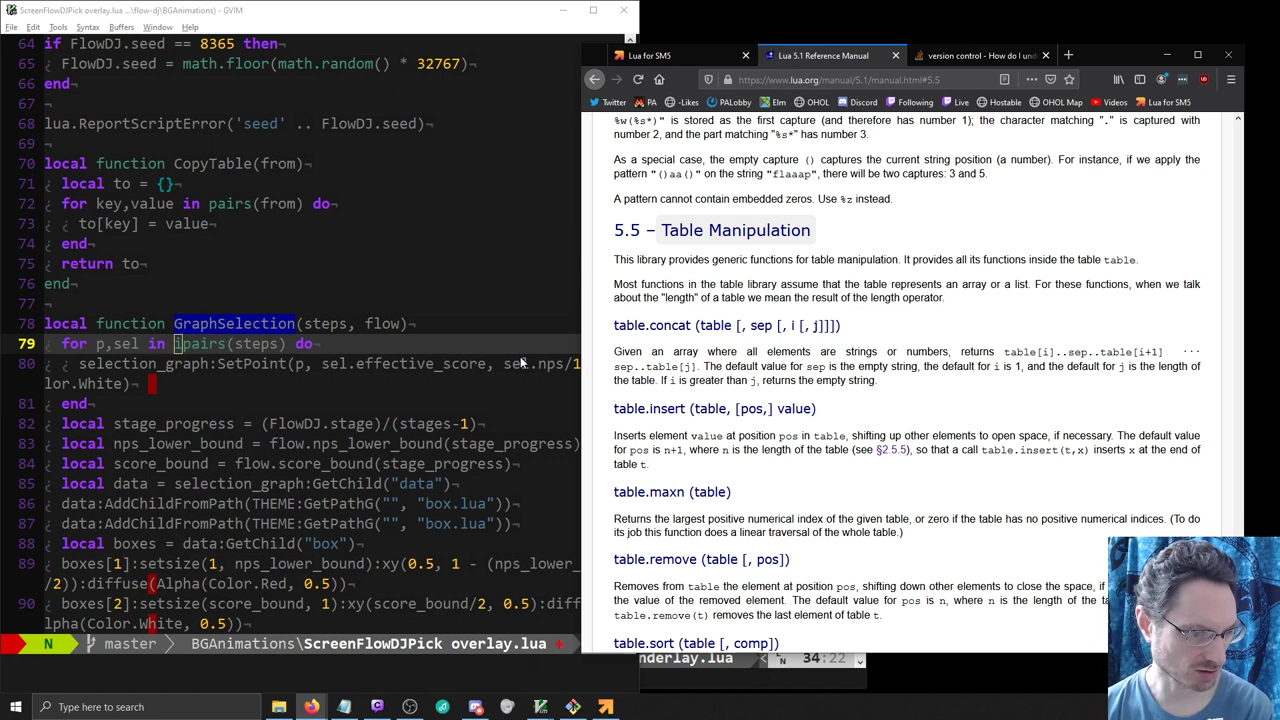 ScreenFlowDJPick overlay.lua ...\flow-dj\BGAnimations) - GVIM
File Edit Tools Syntax Buffers Window Help
64 if FlowDJ.seed == 8365 then
65 ¿ FlowDJ.seed = math.floor(math.random() * 32767)¬
66 end¬
67 ¬
68 lua.ReportScriptError('seed' .. FlowDJ.seed)¬
69 ¬
70 local function CopyTable(from)¬
71 ¿ local to = {}¬
72 ¿ for key,value in pairs(from) do¬
73 ¿ ¿ to[key] = value¬
74 ¿ end¬
75 ¿ return to¬
76 end¬
77 ¬
78 local function GraphSelection(steps, flow)¬
79 ¿ for p,sel in ipairs(steps) do¬
80 ¿ ¿ selection_graph:SetPoint(p, sel.effective_score, sel.nps/1
lor.White)¬
81 ¿ end¬
82 ¿ local stage_progress = (FlowDJ.stage)/(stages-1)¬
83 ¿ local nps_lower_bound = flow.nps_lower_bound(stage_progress)
84 ¿ local score_bound = flow.score_bound(stage_progress)¬
85 ¿ local data = selection_graph:GetChild("data")¬
86 ¿ data:AddChildFromPath(THEME:GetPathG("", "box.lua"))¬
87 ¿ data:AddChildFromPath(THEME:GetPathG("", "box.lua"))¬
88 ¿ local boxes = data:GetChild("box")¬
89 ¿ boxes[1]:setsize(1, nps_lower_bound):xy(0.5, 1 - (nps_lower_
/2)):diffuse(Alpha(Color.Red, 0.5))¬
90 ¿ boxes[2]:setsize(score_bound, 1):xy(score_bound/2, 0.5):diff
lpha(Color.White, 0.5))¬
N master BGAnimations\ScreenFlowDJPick overlay.lua +
Lua for SM5
Lua 5.1 Reference Manual
version control - How do I und
https://www.lua.org/manual/5.1/manual.html#5.5
Twitter PA -Likes PALobby Elm OHOL Discord Following Live Hostable OHOL Map Videos Lua for SM5
%w(%s*)" is stored as the first capture (and therefore has number 1); the character matching "." is captured with
number 2, and the part matching "%s*" has number 3.
As a special case, the empty capture () captures the current string position (a number). For instance, if we apply the
pattern "()aa()" on the string "flaaap", there will be two captures: 3 and 5.
A pattern cannot contain embedded zeros. Use %z instead.
5.5 – Table Manipulation
This library provides generic functions for table manipulation. It provides all its functions inside the table table.
Most functions in the table library assume that the table represents an array or a list. For these functions, when we talk
about the "length" of a table we mean the result of the length operator.
table.concat (table [, sep [, i [, j]]])
Given an array where all elements are strings or numbers, returns table[i]..sep..table[i+1] ···
sep..table[j]. The default value for sep is the empty string, the default for i is 1, and the default for j is the length of
the table. If i is greater than j, returns the empty string.
table.insert (table, [pos,] value)
Inserts element value at position pos in table, shifting up other elements to open space, if necessary. The default value
for pos is n+1, where n is the length of the table (see §2.5.5), so that a call table.insert(t,x) inserts x at the end of
table t.
table.maxn (table)
Returns the largest positive numerical index of the given table, or zero if the table has no positive numerical indices. (To do
its job this function does a linear traversal of the whole table.)
table.remove (table [, pos])
Removes from table the element at position pos, shifting down other elements to close the space, if
the value of the removed element. The default value for pos is n, where n is the length of the ta
table.remove(t) removes the last element of table t.
table.sort (table [, comp])
nderlay.lua < N 34:22
Type here to search